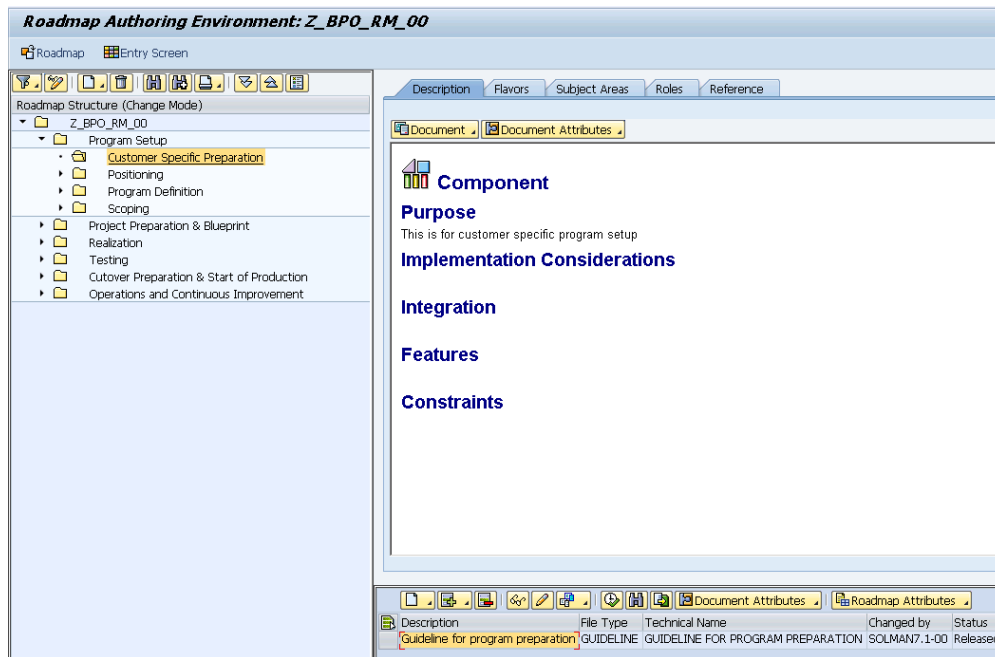 Roadmap Authoring Environment: Z_BPO_RM_00
Roadmap Entry Screen
Roadmap Structure (Change Mode)
Z_BPO_RM_00
Program Setup
Customer Specific Preparation
Positioning
Program Definition
Scoping
Project Preparation & Blueprint
Realization
Testing
Cutover Preparation & Start of Production
Operations and Continuous Improvement
Description Flavors Subject Areas Roles Reference
Document Document Attributes
Component
Purpose
This is for customer specific program setup
Implementation Considerations
Integration
Features
Constraints
Document Attributes Roadmap Attributes
Description File Type Technical Name Changed by Status
Guideline for program preparation GUIDELINE GUIDELINE FOR PROGRAM PREPARATION SOLMAN7.1-00 Released